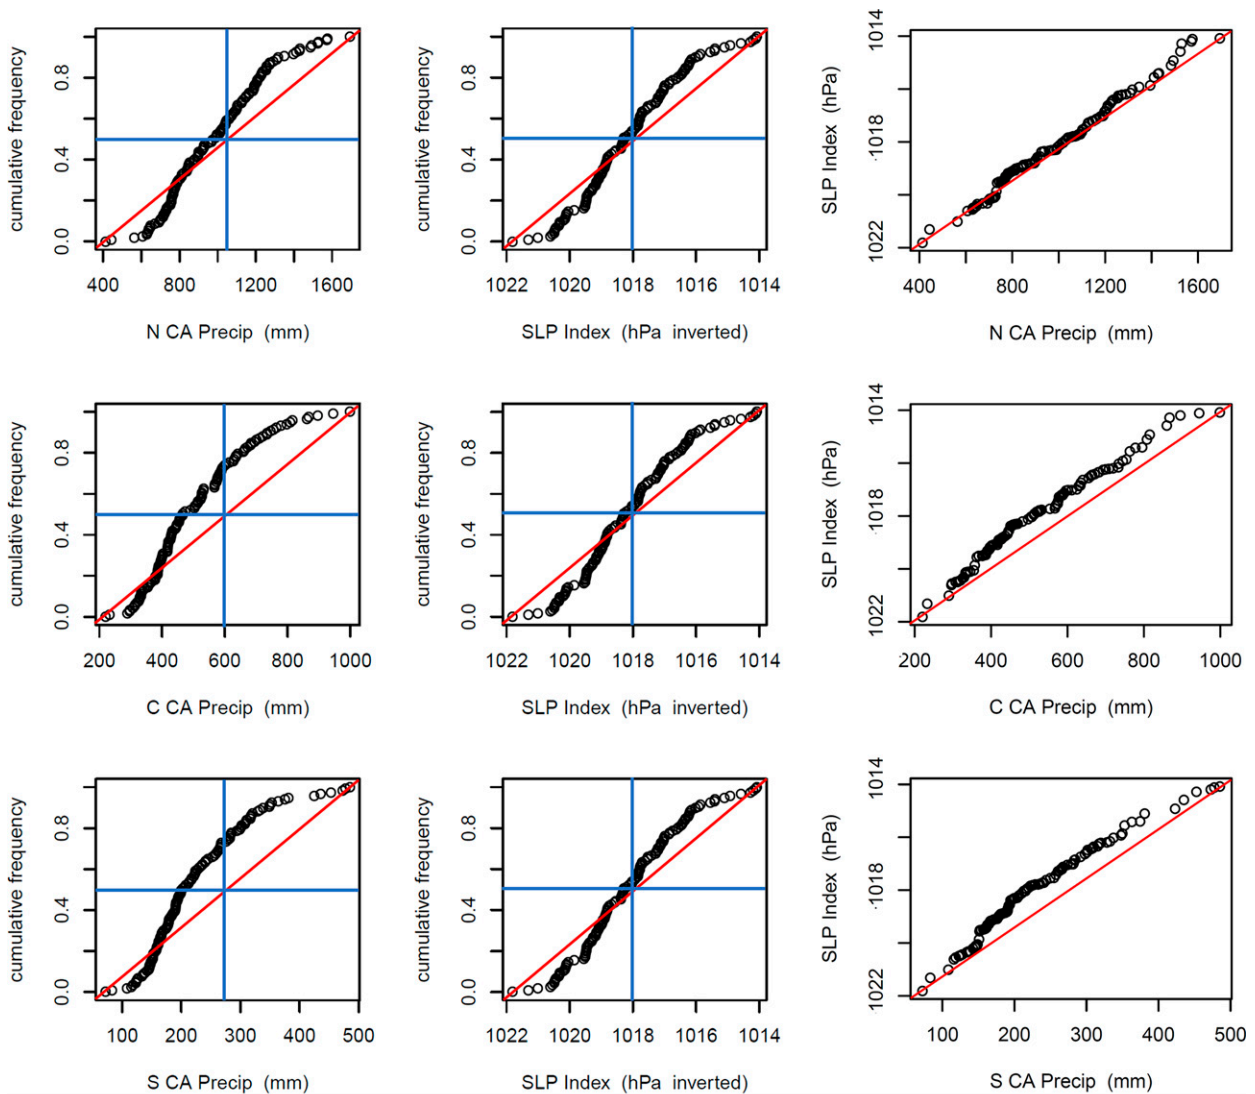 cumulative frequency
0.0 0.4 0.8
400 800 1200 1600
N CA Precip (mm)
cumulative frequency
0.0 0.4 0.8
1022 1020 1018 1016 1014
SLP Index (hPa inverted)
SLP Index (hPa)
1022 -1018 1014
400 800 1200 1600
N CA Precip (mm)
cumulative frequency
0.0 0.4 0.8
200 400 600 800 1000
C CA Precip (mm)
cumulative frequency
0.0 0.4 0.8
1022 1020 1018 1016 1014
SLP Index (hPa inverted)
SLP Index (hPa)
1022 -1018 1014
200 400 600 800 1000
C CA Precip (mm)
cumulative frequency
0.0 0.4 0.8
100 200 300 400 500
S CA Precip (mm)
cumulative frequency
0.0 0.4 0.8
1022 1020 1018 1016 1014
SLP Index (hPa inverted)
SLP Index (hPa)
1022 -1018 1014
100 200 300 400 500
S CA Precip (mm)